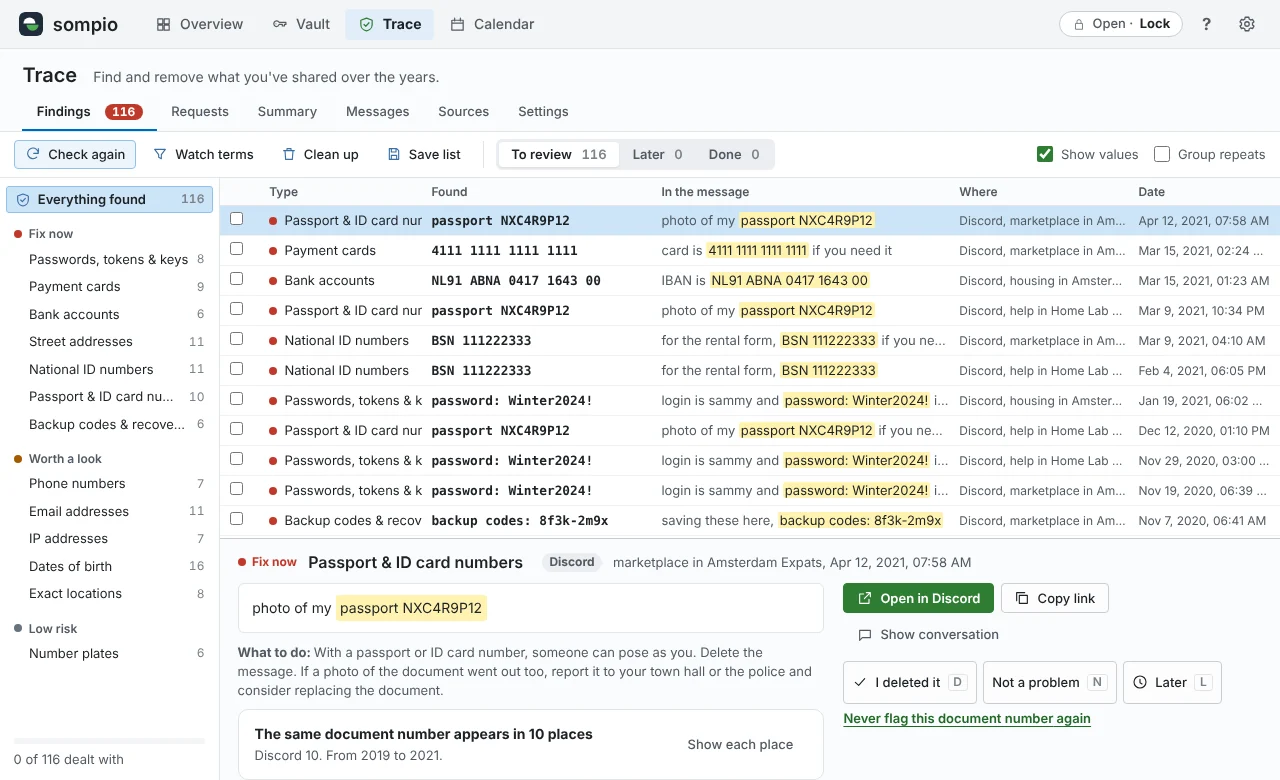 sompio Overview Vault Trace Calendar Open · Lock ?
Trace Find and remove what you've shared over the years.
Findings 116 Requests Summary Messages Sources Settings
Check again Watch terms Clean up Save list To review 116 Later 0 Done 0 Show values Group repeats
Everything found 116
Fix now
Passwords, tokens & keys 8
Payment cards 9
Bank accounts 6
Street addresses 11
National ID numbers 11
Passport & ID card nu... 10
Backup codes & recove... 6
Worth a look
Phone numbers 7
Email addresses 11
IP addresses 7
Dates of birth 16
Exact locations 8
Low risk
Number plates 6
0 of 116 dealt with
Type Found In the message Where Date
Passport & ID card nur passport NXC4R9P12 photo of my passport NXC4R9P12 Discord, marketplace in Am... Apr 12, 2021, 07:58 AM
Payment cards 4111 1111 1111 1111 card is 4111 1111 1111 1111 if you need it Discord, marketplace in Am... Mar 15, 2021, 02:24 ...
Bank accounts NL91 ABNA 0417 1643 00 IBAN is NL91 ABNA 0417 1643 00 Discord, housing in Amster... Mar 15, 2021, 01:23 AM
Passport & ID card nur passport NXC4R9P12 photo of my passport NXC4R9P12 Discord, help in Home Lab ... Mar 9, 2021, 10:34 PM
National ID numbers BSN 111222333 for the rental form, BSN 111222333 if you ne... Discord, help in Home Lab ... Mar 9, 2021, 04:10 AM
National ID numbers BSN 111222333 for the rental form, BSN 111222333 Discord, help in Home Lab ... Feb 4, 2021, 06:05 PM
Passwords, tokens & k password: Winter2024! login is sammy and password: Winter2024! i... Discord, housing in Amster... Jan 19, 2021, 06:02 ...
Passport & ID card nur passport NXC4R9P12 photo of my passport NXC4R9P12 if you ne... Discord, help in Home Lab ... Dec 12, 2020, 01:10 PM
Passwords, tokens & k password: Winter2024! login is sammy and password: Winter2024! i... Discord, help in Home Lab ... Nov 29, 2020, 03:00 ...
Passwords, tokens & k password: Winter2024! login is sammy and password: Winter2024! i... Discord, marketplace in Am... Nov 19, 2020, 06:39 ...
Backup codes & recov backup codes: 8f3k-2m9x saving these here, backup codes: 8f3k-2m9x Discord, marketplace in Am... Nov 7, 2020, 06:41 AM
Fix now Passport & ID card numbers Discord marketplace in Amsterdam Expats, Apr 12, 2021, 07:58 AM
photo of my passport NXC4R9P12
What to do: With a passport or ID card number, someone can pose as you. Delete the
message. If a photo of the document went out too, report it to your town hall or the police and
consider replacing the document.
The same document number appears in 10 places
Discord 10. From 2019 to 2021.
Show each place
Open in Discord Copy link
Show conversation
I deleted it D Not a problem N Later L
Never flag this document number again